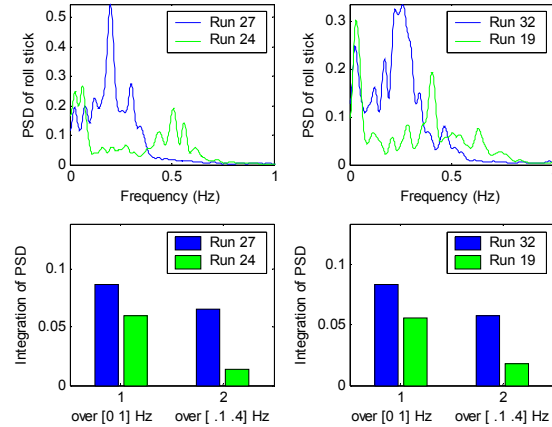 PSD of roll stick
0.5
0.4
0.3
0.2
0.1
0
0
0.5
1
Frequency (Hz)
Run 27
Run 24
PSD of roll stick
0.3
0.2
0.1
0
0
0.5
Frequency (Hz)
Run 32
Run 19
Integration of PSD
0.1
0.05
0
1
2
over [0 1] Hz
over [ .1 .4] Hz
Run 27
Run 24
Integration of PSD
0.1
0.05
0
1
2
over [0 1] Hz
over [ .1 .4] Hz
Run 32
Run 19